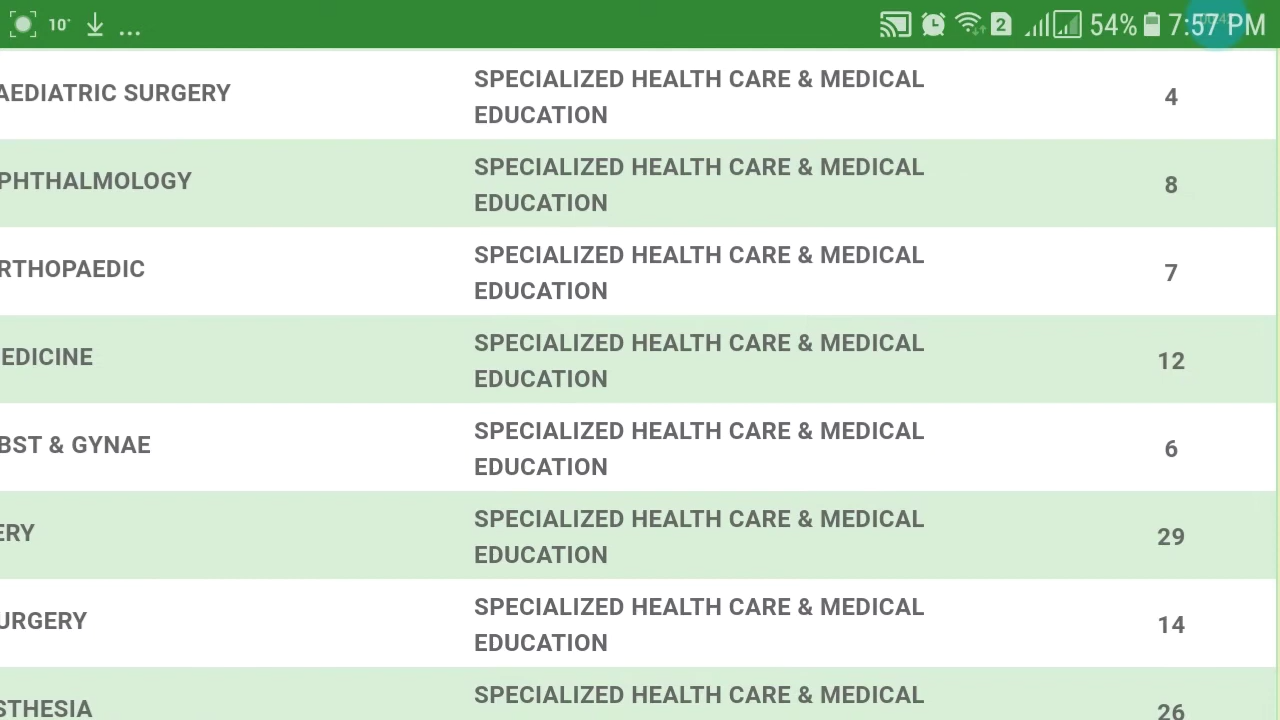 10°
... 2 54% 7:57 PM
AEDIATRIC SURGERY SPECIALIZED HEALTH CARE & MEDICAL EDUCATION 4
PHTHALMOLOGY SPECIALIZED HEALTH CARE & MEDICAL EDUCATION 8
RTHOPAEDIC SPECIALIZED HEALTH CARE & MEDICAL EDUCATION 7
EDICINE SPECIALIZED HEALTH CARE & MEDICAL EDUCATION 12
BST & GYNAE SPECIALIZED HEALTH CARE & MEDICAL EDUCATION 6
ERY SPECIALIZED HEALTH CARE & MEDICAL EDUCATION 29
URGERY SPECIALIZED HEALTH CARE & MEDICAL EDUCATION 14
STHESIA SPECIALIZED HEALTH CARE & MEDICAL 26